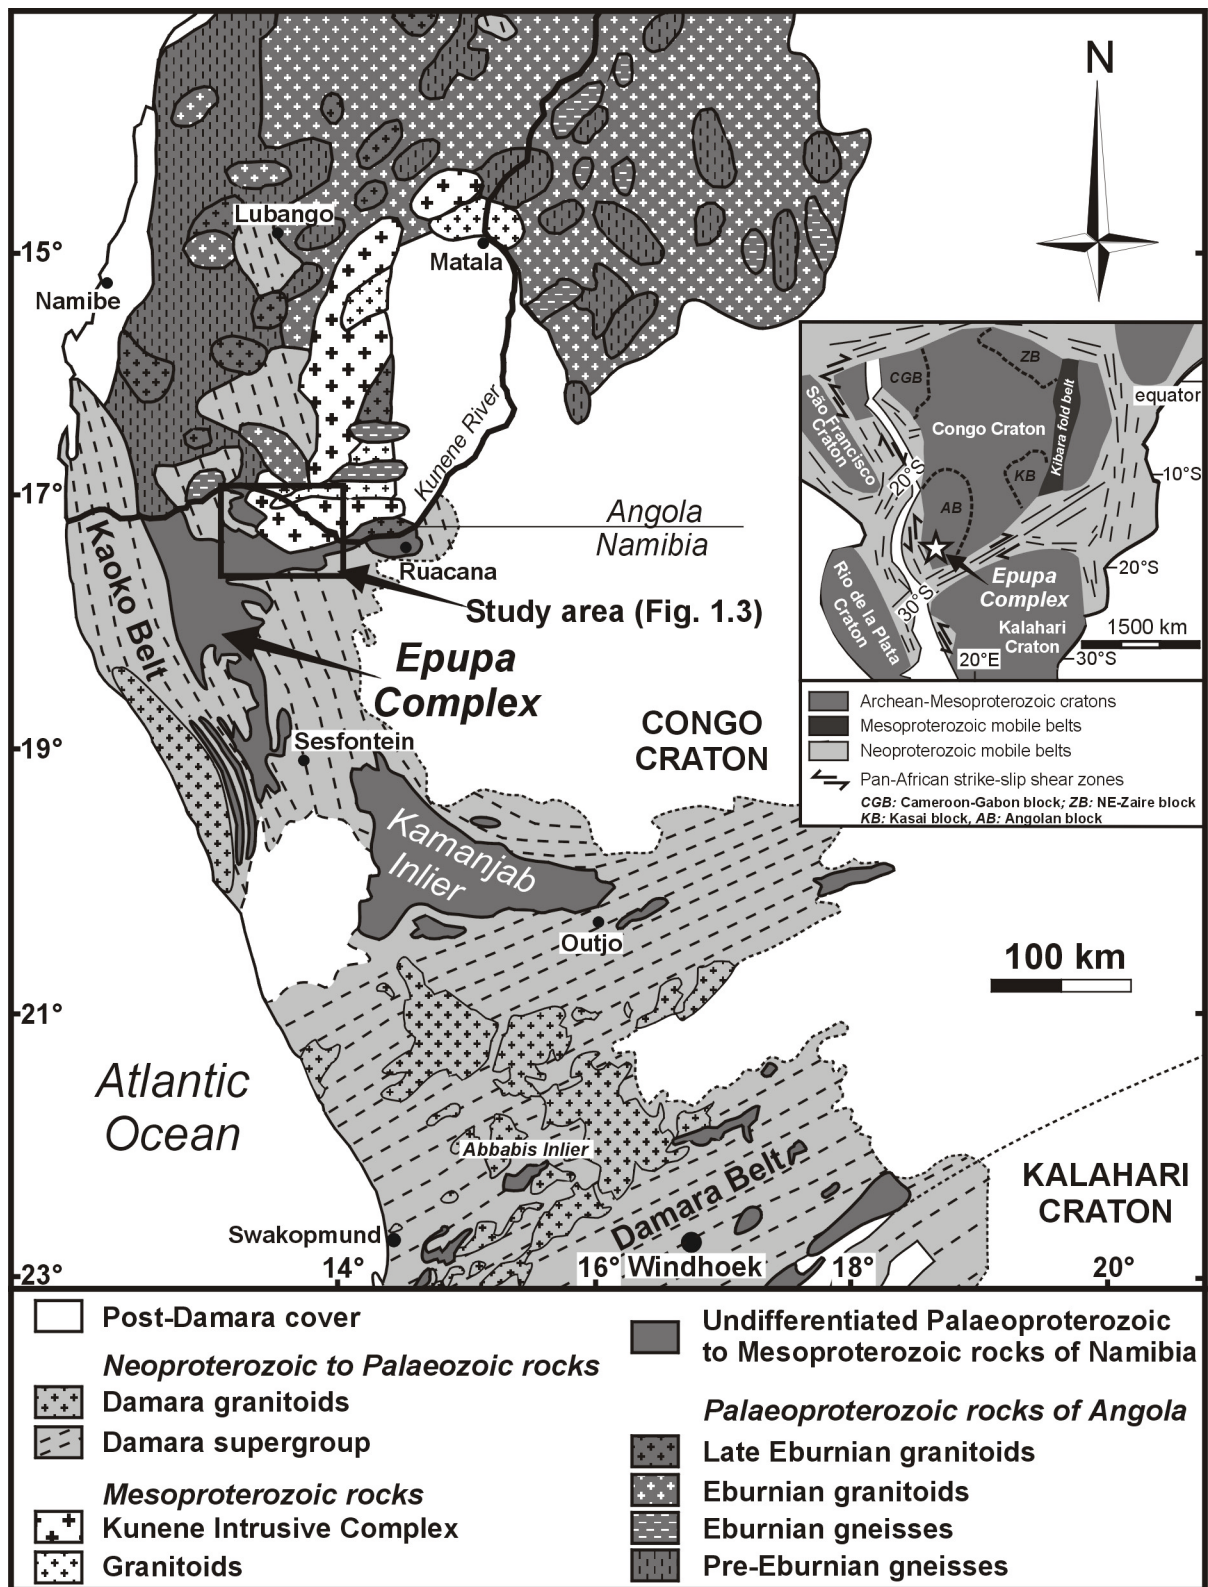 N
Lubango
15°
Matala
Namibe
Kunene River
17°
Angola
Namibia
Ruacana
Kaoko Belt
Study area (Fig. 1.3)
Epupa
Complex
CONGO
CRATON
19°
Sesfontein
Kamanjab
Inlier
Outjo
100 km
21°
Atlantic
Ocean
Abbabis Inlier
Damara Belt
KALAHARI
CRATON
Swakopmund
Windhoek
23°
14°
16°
18°
20°
CGB
ZB
equator
São Francisco
Craton
Congo Craton
Kibara fold belt
10°S
20°S
KB
AB
Epupa
Complex
20°S
Rio de la Plata
Craton
30°S
Kalahari
Craton
1500 km
20°E
30°S
Archean-Mesoproterozoic cratons
Mesoproterozoic mobile belts
Neoproterozoic mobile belts
Pan-African strike-slip shear zones
CGB: Cameroon-Gabon block; ZB: NE-Zaire block
KB: Kasai block, AB: Angolan block
Post-Damara cover
Neoproterozoic to Palaeozoic rocks
Damara granitoids
Damara supergroup
Mesoproterozoic rocks
Kunene Intrusive Complex
Granitoids
Undifferentiated Palaeoproterozoic
to Mesoproterozoic rocks of Namibia
Palaeoproterozoic rocks of Angola
Late Eburnian granitoids
Eburnian granitoids
Eburnian gneisses
Pre-Eburnian gneisses